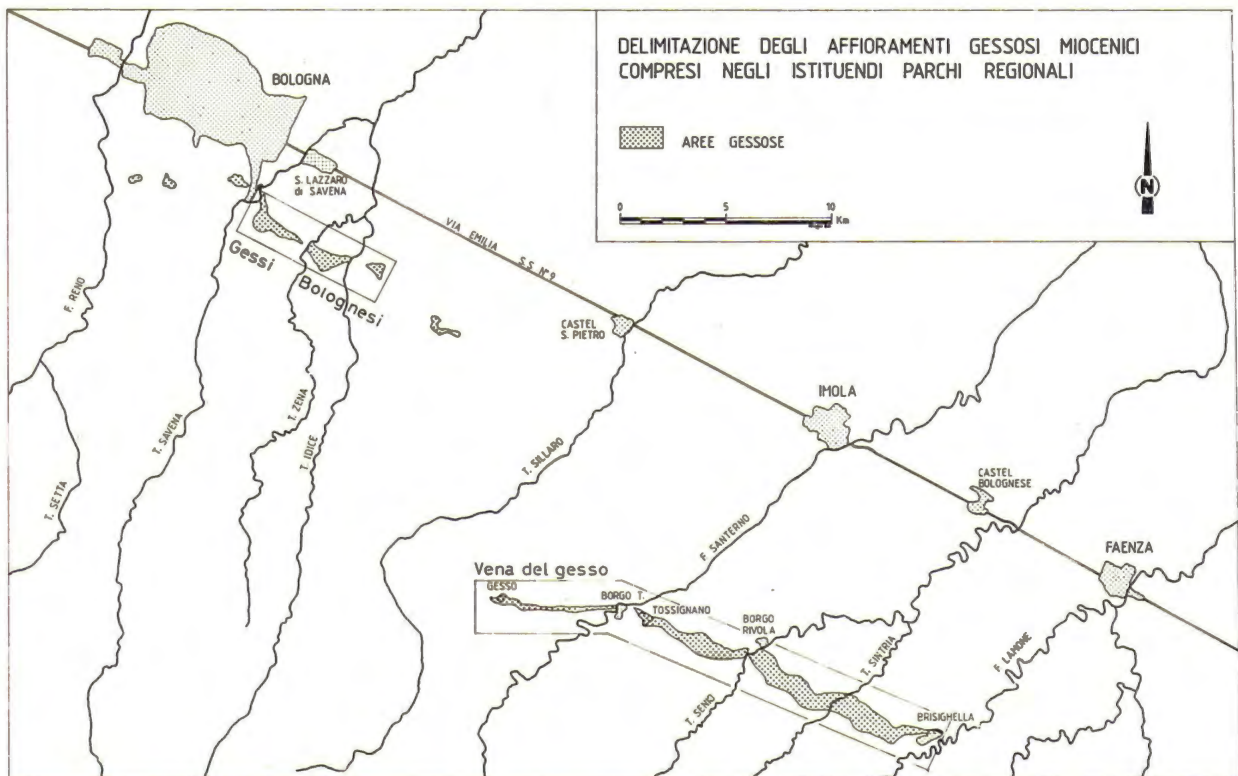 DELIMITAZIONE DEGLI AFFIORAMENTI GESSOSI MIOCENICI
COMPRESI NEGLI ISTITUENDI PARCHI REGIONALI
AREE GESSOSE
0 5 10 Km
N
BOLOGNA
S. LAZZARO
di SAVENA
VIA EMILIA S.S. N° 9
Gessi Bolognesi
F. RENO
T. SETTA
T. SAVENA
T. ZENA
T. IDICE
CASTEL
S. PIETRO
T. SILLARO
IMOLA
CASTEL
BOLOGNESE
FAENZA
F. SANTERNO
Vena del gesso
GESSO
BORGO T.
TOSSIGNANO
BORGO
RIVOLA
T. SENIO
T. SINTRIA
F. LAMONE
BRISIGHELLA